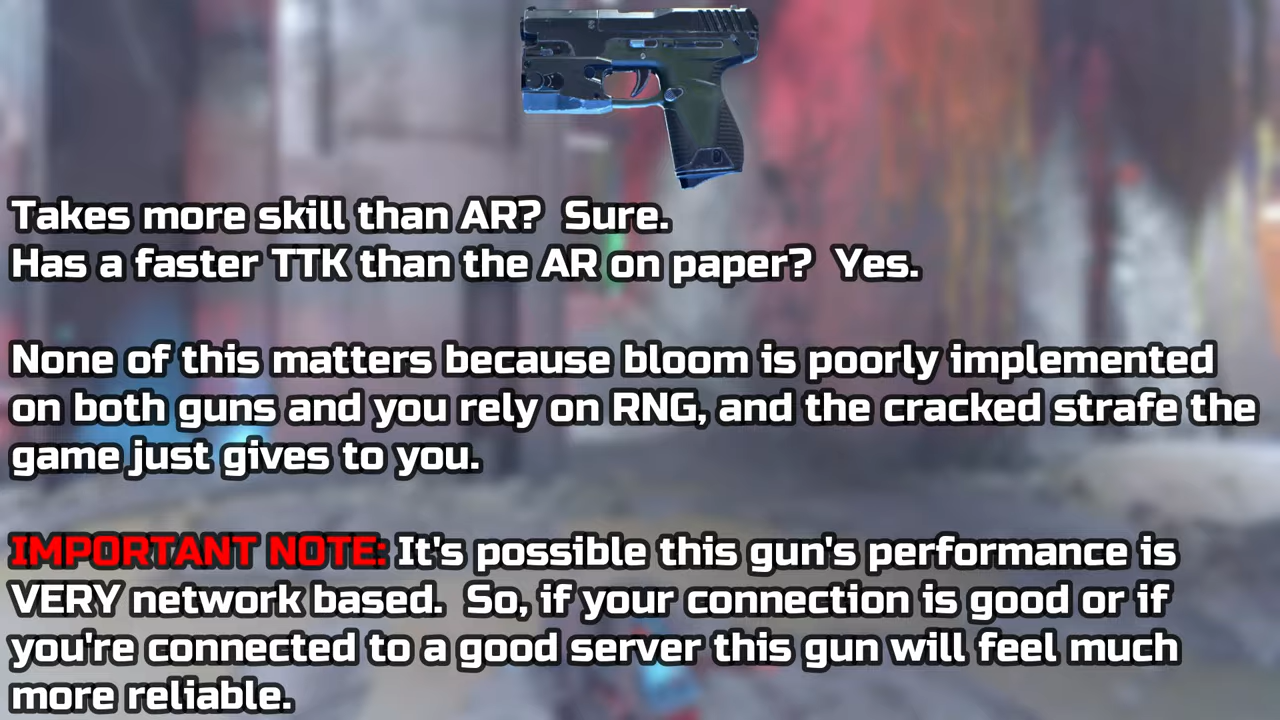 Takes more skill than AR?  Sure.
Has a faster TTK than the AR on paper?  Yes.
None of this matters because bloom is poorly implemented
on both guns and you rely on RNG, and the cracked strafe the
game just gives to you.
IMPORTANT NOTE: It's possible this gun's performance is
VERY network based.  So, if your connection is good or if
you're connected to a good server this gun will feel much
more reliable.